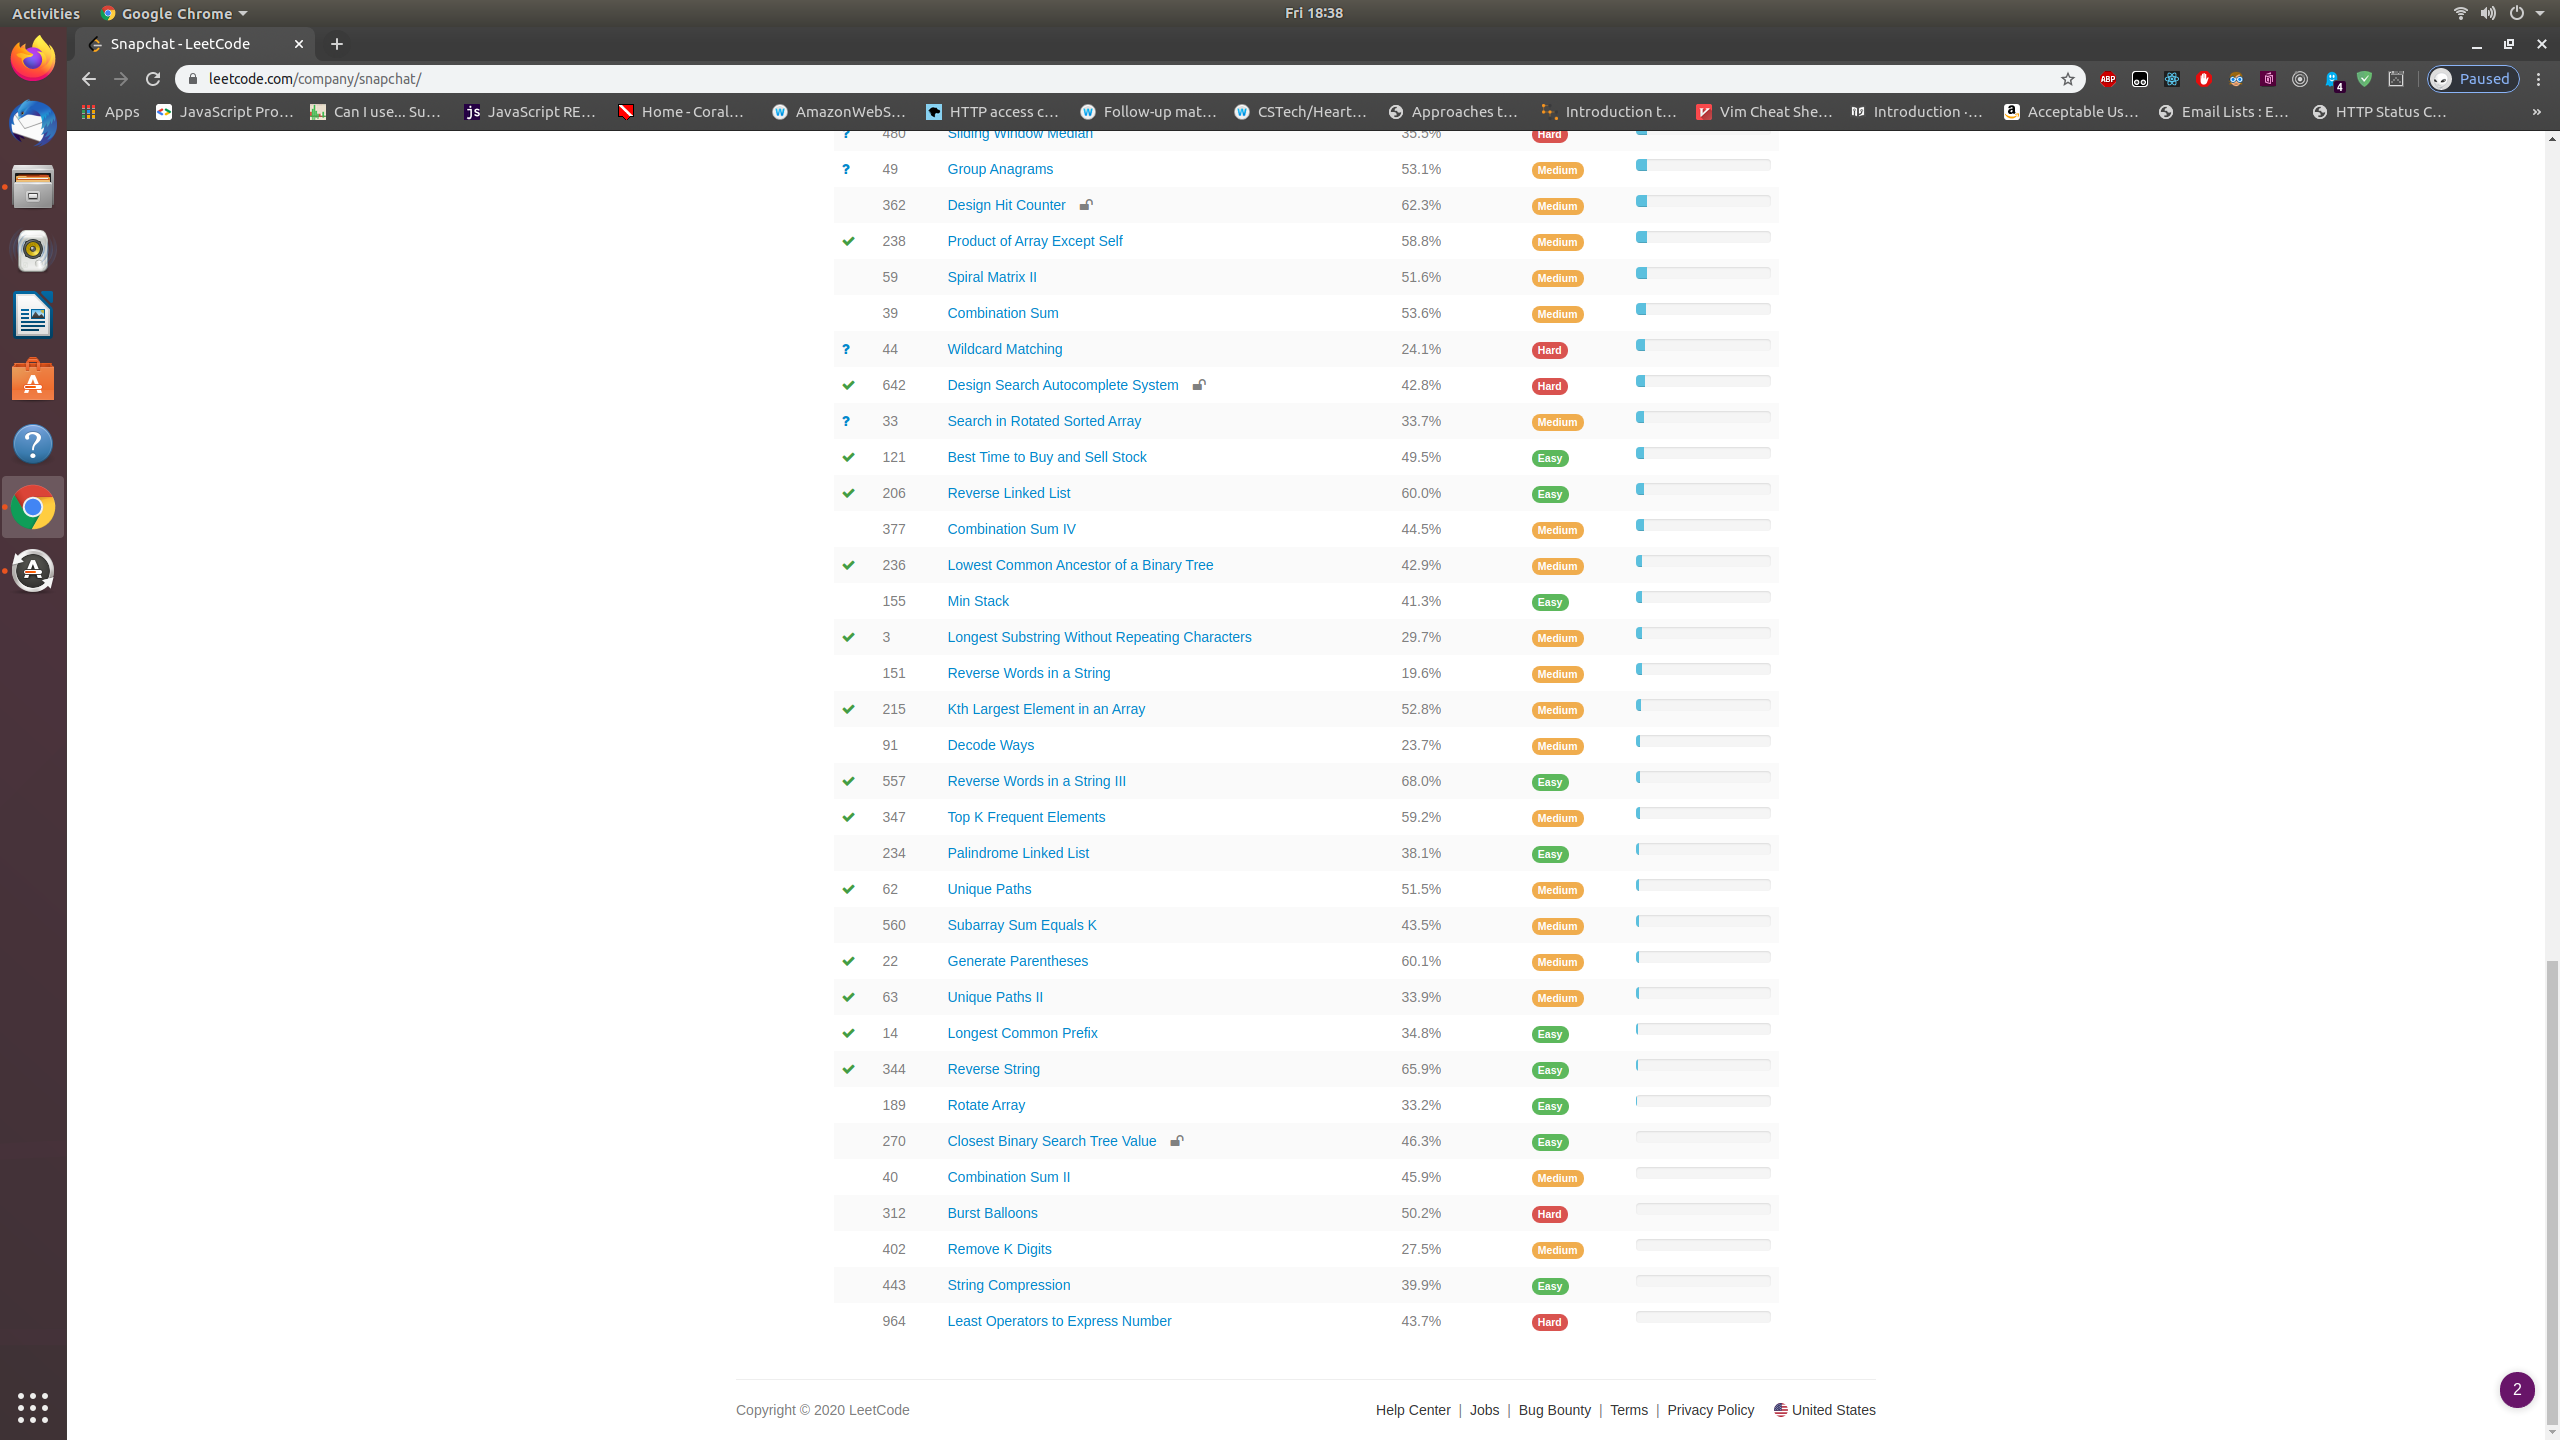 Activities Google Chrome Fri 18:38
Snapchat - LeetCode
leetcode.com/company/snapchat/ ABP 4 Paused
Apps JavaScript Pro... Can I use... Su... JavaScript RE... Home - Coral... AmazonWebS... HTTP access c... Follow-up mat... CSTech/Heart... Approaches t... Introduction t... Vim Cheat She... Introduction ·... Acceptable Us... Email Lists : E... HTTP Status C... »
? 480 Sliding Window Median 35.5% Hard
? 49 Group Anagrams 53.1% Medium
362 Design Hit Counter 62.3% Medium
238 Product of Array Except Self 58.8% Medium
59 Spiral Matrix II 51.6% Medium
39 Combination Sum 53.6% Medium
? 44 Wildcard Matching 24.1% Hard
642 Design Search Autocomplete System 42.8% Hard
? 33 Search in Rotated Sorted Array 33.7% Medium
121 Best Time to Buy and Sell Stock 49.5% Easy
206 Reverse Linked List 60.0% Easy
377 Combination Sum IV 44.5% Medium
236 Lowest Common Ancestor of a Binary Tree 42.9% Medium
155 Min Stack 41.3% Easy
3 Longest Substring Without Repeating Characters 29.7% Medium
151 Reverse Words in a String 19.6% Medium
215 Kth Largest Element in an Array 52.8% Medium
91 Decode Ways 23.7% Medium
557 Reverse Words in a String III 68.0% Easy
347 Top K Frequent Elements 59.2% Medium
234 Palindrome Linked List 38.1% Easy
62 Unique Paths 51.5% Medium
560 Subarray Sum Equals K 43.5% Medium
22 Generate Parentheses 60.1% Medium
63 Unique Paths II 33.9% Medium
14 Longest Common Prefix 34.8% Easy
344 Reverse String 65.9% Easy
189 Rotate Array 33.2% Easy
270 Closest Binary Search Tree Value 46.3% Easy
40 Combination Sum II 45.9% Medium
312 Burst Balloons 50.2% Hard
402 Remove K Digits 27.5% Medium
443 String Compression 39.9% Easy
964 Least Operators to Express Number 43.7% Hard
2
Copyright © 2020 LeetCode Help Center | Jobs | Bug Bounty | Terms | Privacy Policy United States